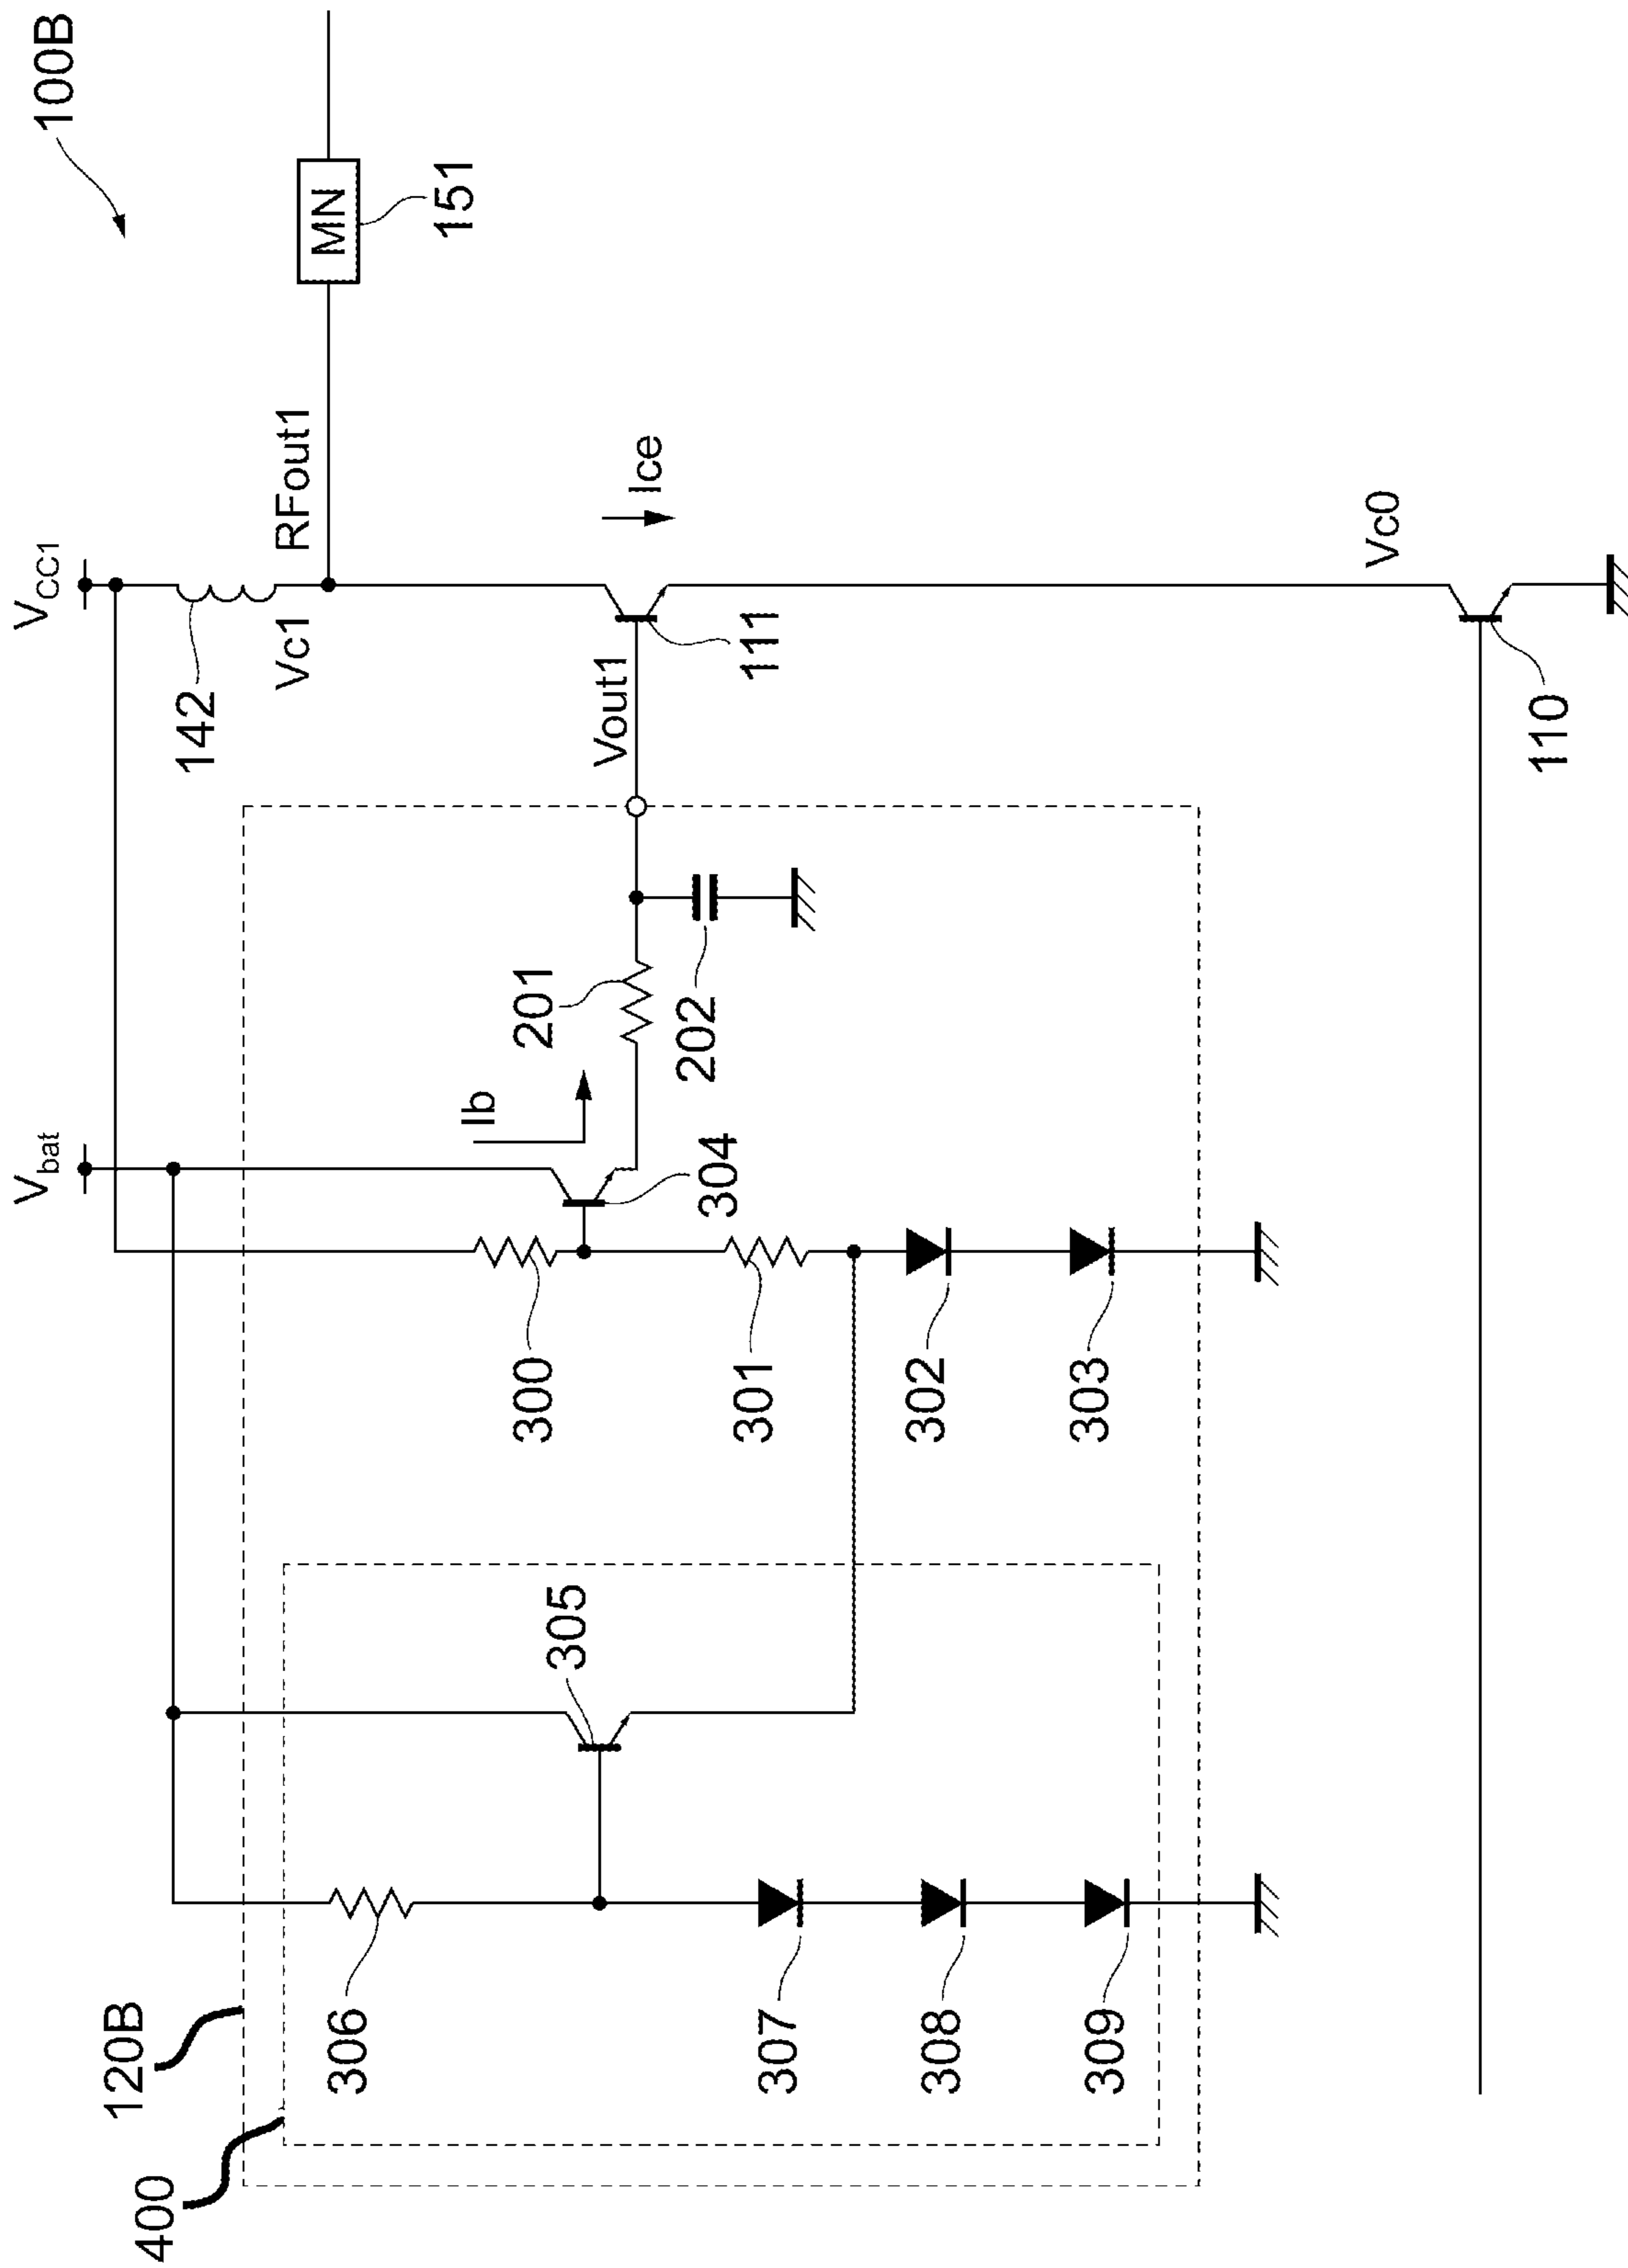 100B
V_CC1
V_bat
142
Vc1
RFout1
MN
151
Ice
Vout1
111
Ib
201
202
304
300
301
302
303
120B
400
305
306
307
308
309
Vc0
110